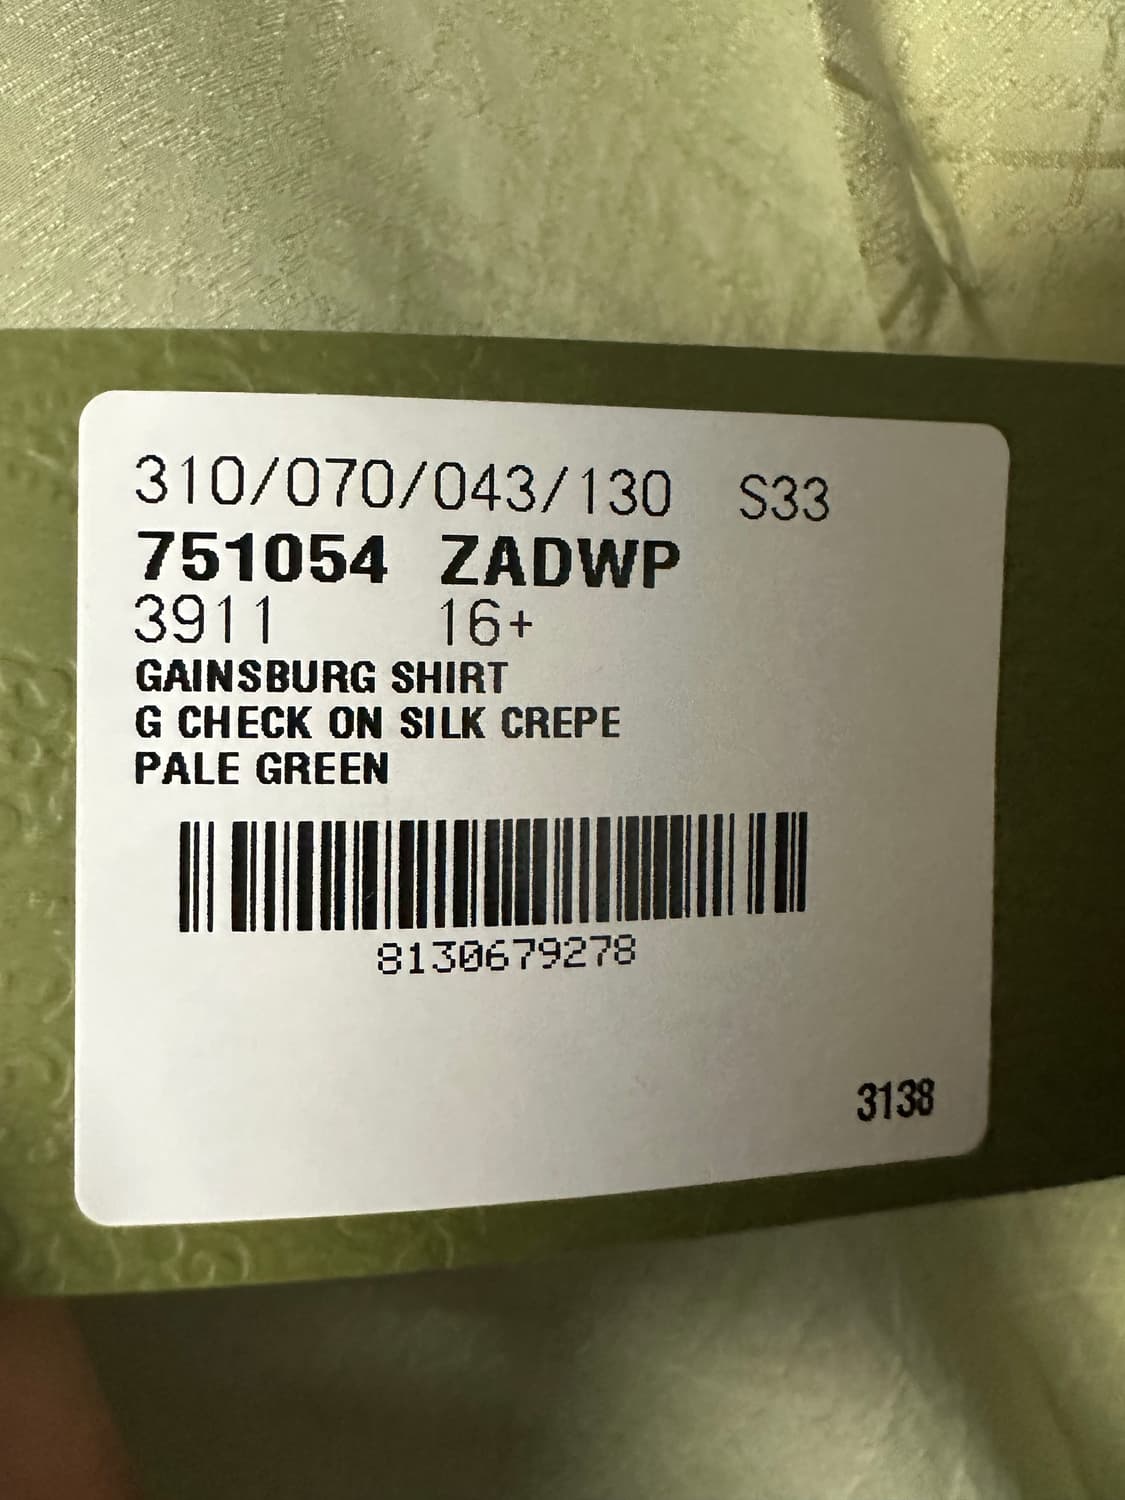 310/070/043/130 S33
751054 ZADWP
3911 16+
GAINSBURG SHIRT
G CHECK ON SILK CREPE
PALE GREEN
8130679278
3138